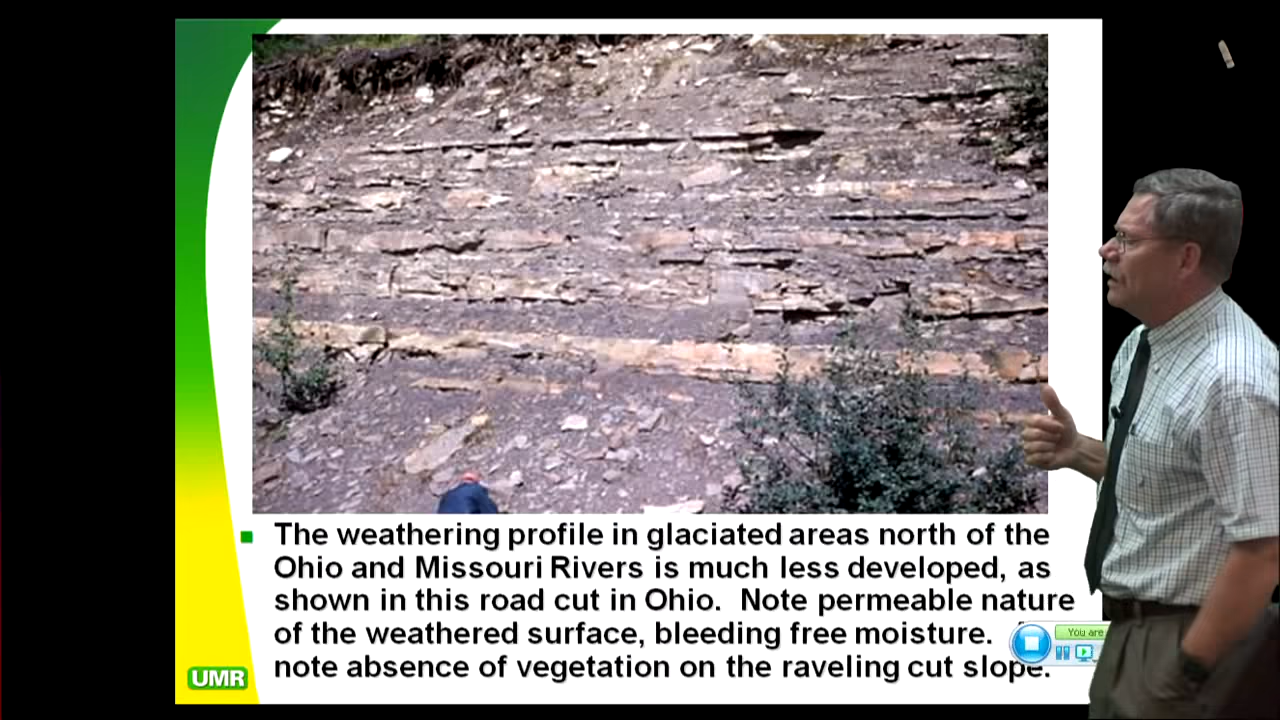 The weathering profile in glaciated areas north of the
Ohio and Missouri Rivers is much less developed, as
shown in this road cut in Ohio. Note permeable nature
of the weathered surface, bleeding free moisture.
note absence of vegetation on the raveling cut slope.
You are
UMR